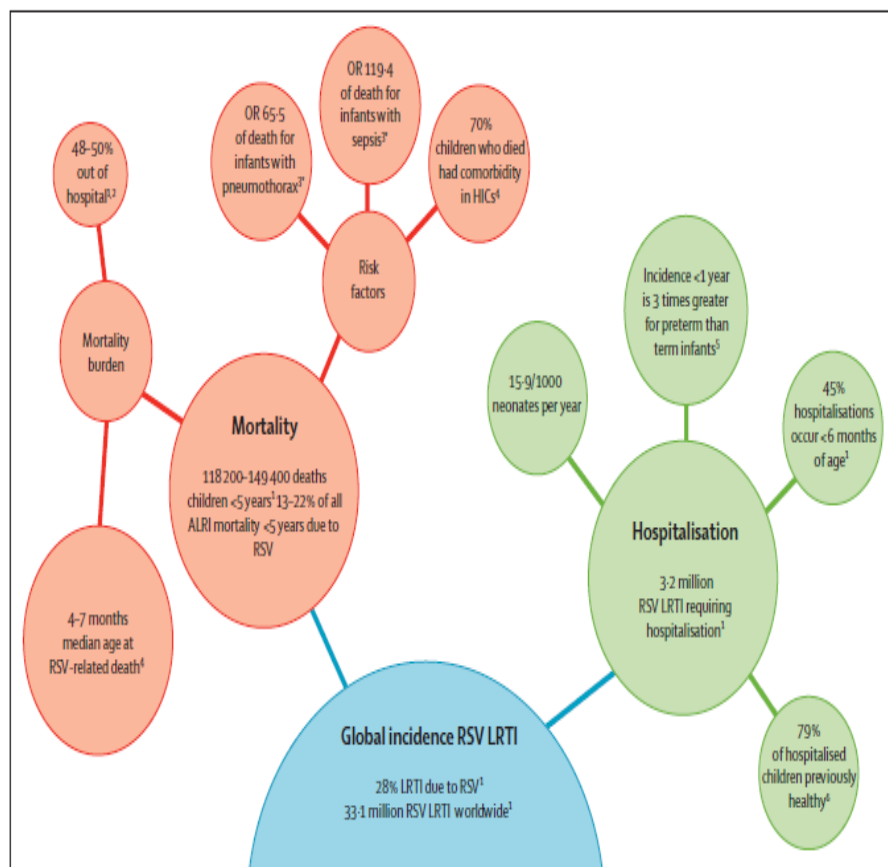 OR 119·4
of death for
infants with
sepsis³*
OR 65·5
of death for
infants with
pneumothorax³*
70%
children who died
had comorbidity
in HICs⁴
48–50%
out of
hospital¹,²
Risk
factors
Mortality
burden
Mortality
118 200–149 400 deaths
children <5 years¹ 13–22% of all
ALRI mortality <5 years due to
RSV
4–7 months
median age at
RSV-related death⁴
Incidence <1 year
is 3 times greater
for preterm than
term infants⁵
15·9/1000
neonates per year
45%
hospitalisations
occur <6 months
of age¹
Hospitalisation
3·2 million
RSV LRTI requiring
hospitalisation¹
79%
of hospitalised
children previously
healthy⁶
Global incidence RSV LRTI
28% LRTI due to RSV¹
33·1 million RSV LRTI worldwide¹